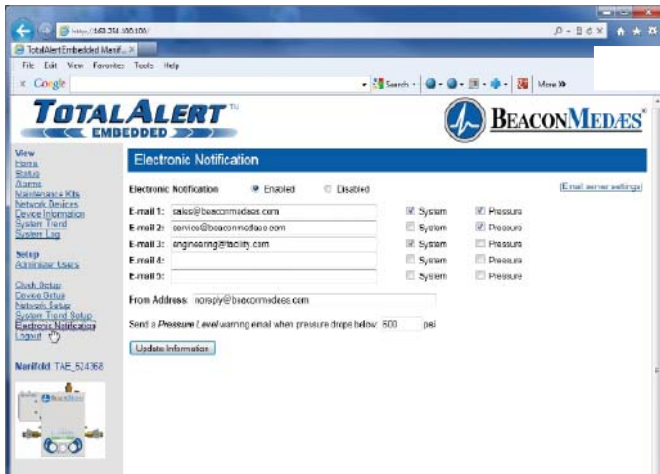 TotalAlert Embedded Manif...
File Edit View Favorites Tools Help
x Google
Search
More »
TOTALALERT™
EMBEDDED
BEACONMEDÆS®
View
Home
Status
Alarms
Maintenance Kits
Network Devices
Device Information
System Trend
System Log
Setup
Administer Users
Clock Setup
Device Setup
Network Setup
System Trend Setup
Electronic Notification
Logout
Manifold TAE_524368
Electronic Notification
Electronic Notification Enabled Disabled [Email server settings]
E-mail 1: sales@beaconmedaes.com System Pressure
E-mail 2: service@beaconmedaes.com System Pressure
E-mail 3: engineering@facility.com System Pressure
E-mail 4: System Pressure
E-mail 5: System Pressure
From Address: noreply@beaconmedaes.com
Send a Pressure Level warning email when pressure drops below: 500 psi
Update Information